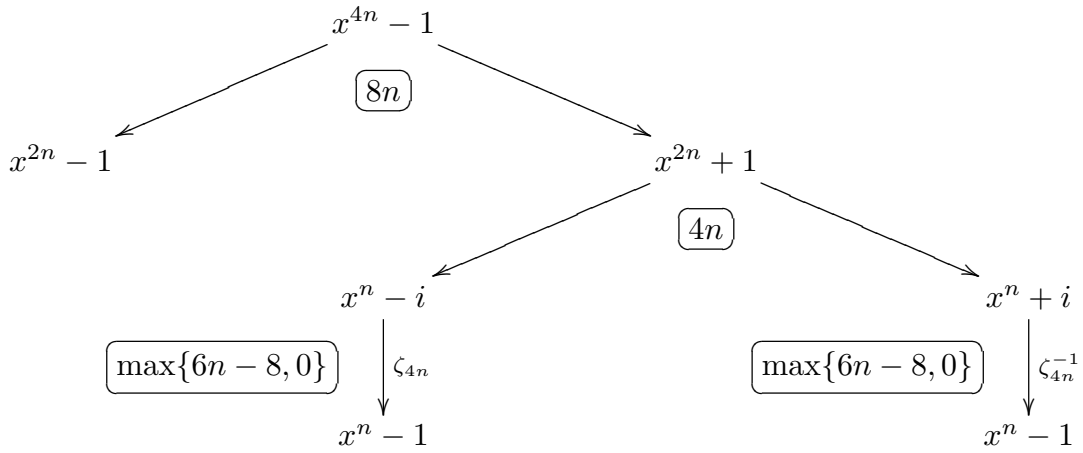 x^{4n} − 1
8n
x^{2n} − 1 x^{2n} + 1
4n
x^n − i x^n + i
max{6n − 8, 0} ζ_{4n} max{6n − 8, 0} ζ_{4n}^{−1}
x^n − 1 x^n − 1